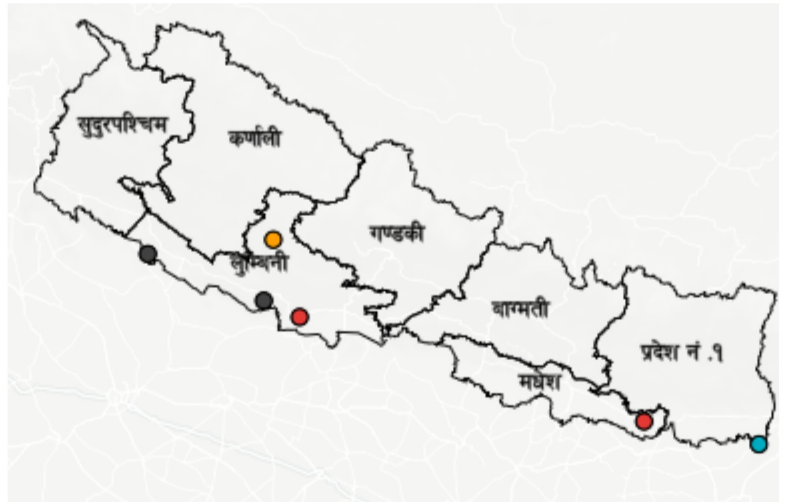 सुदुरपश्चिम
कर्णाली
गण्डकी
लुम्बिनी
बाग्मती
प्रदेश नं .१
मधेश